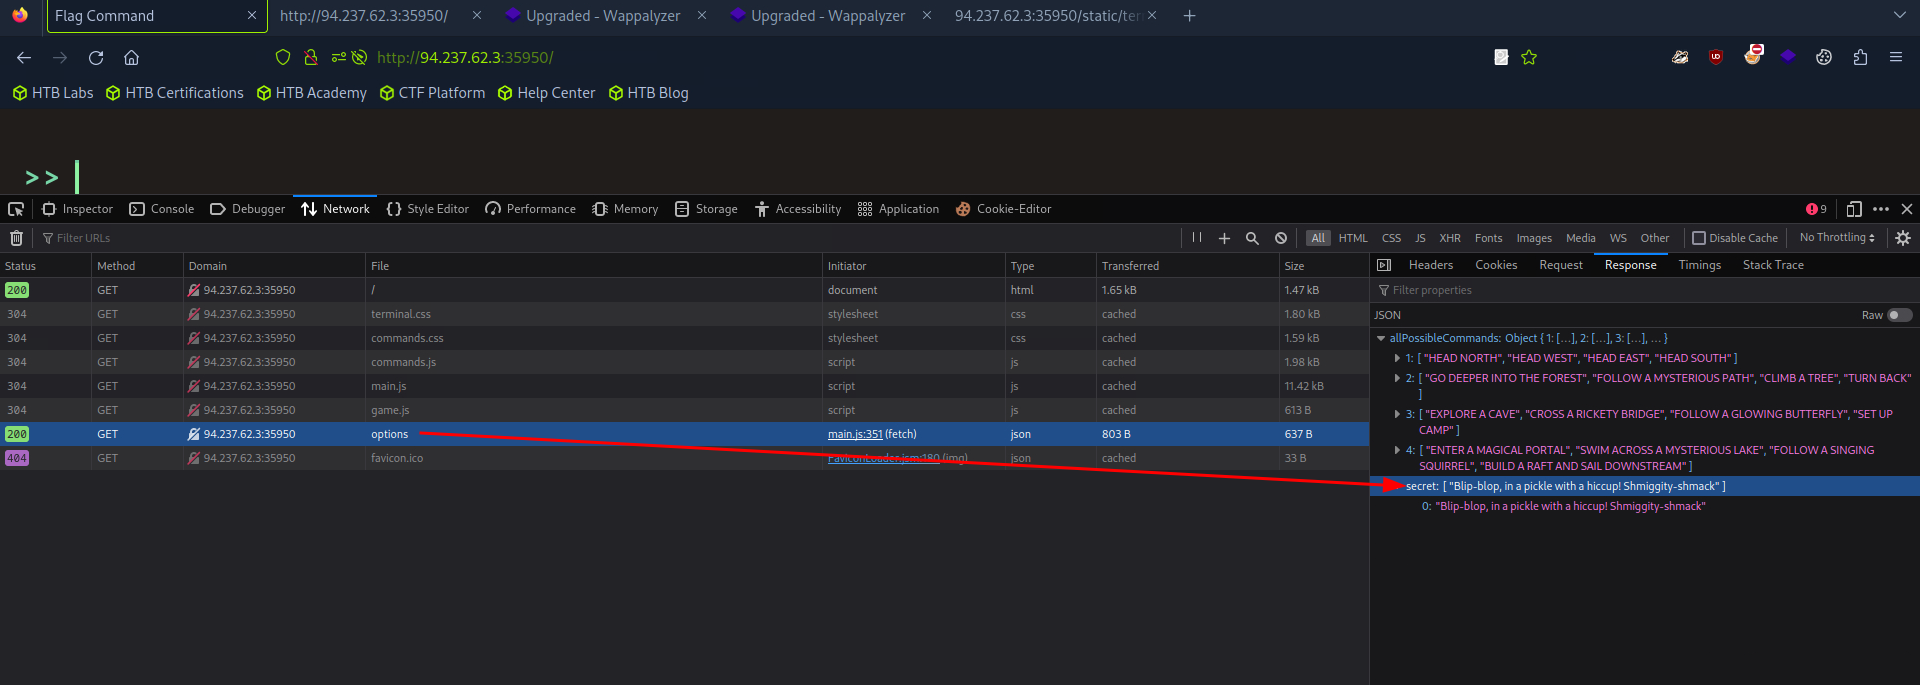 Flag Command
http://94.237.62.3:35950/
Upgraded - Wappalyzer
Upgraded - Wappalyzer
94.237.62.3:35950/static/ter
http://94.237.62.3:35950/
HTB Labs HTB Certifications HTB Academy CTF Platform Help Center HTB Blog
>>
Inspector Console Debugger Network Style Editor Performance Memory Storage Accessibility Application Cookie-Editor 9
Filter URLs All HTML CSS JS XHR Fonts Images Media WS Other Disable Cache No Throttling
Status Method Domain File Initiator Type Transferred Size
200 GET 94.237.62.3:35950 / document html 1.65 kB 1.47 kB
304 GET 94.237.62.3:35950 terminal.css stylesheet css cached 1.80 kB
304 GET 94.237.62.3:35950 commands.css stylesheet css cached 1.59 kB
304 GET 94.237.62.3:35950 commands.js script js cached 1.98 kB
304 GET 94.237.62.3:35950 main.js script js cached 11.42 kB
304 GET 94.237.62.3:35950 game.js script js cached 613 B
200 GET 94.237.62.3:35950 options main.js:351 (fetch) json 803 B 637 B
404 GET 94.237.62.3:35950 favicon.ico FaviconLoader.jsm:180 (img) json cached 33 B
Headers Cookies Request Response Timings Stack Trace
Filter properties
JSON Raw
allPossibleCommands: Object { 1: […], 2: […], 3: […], … }
1: [ "HEAD NORTH", "HEAD WEST", "HEAD EAST", "HEAD SOUTH" ]
2: [ "GO DEEPER INTO THE FOREST", "FOLLOW A MYSTERIOUS PATH", "CLIMB A TREE", "TURN BACK"
]
3: [ "EXPLORE A CAVE", "CROSS A RICKETY BRIDGE", "FOLLOW A GLOWING BUTTERFLY", "SET UP
CAMP" ]
4: [ "ENTER A MAGICAL PORTAL", "SWIM ACROSS A MYSTERIOUS LAKE", "FOLLOW A SINGING
SQUIRREL", "BUILD A RAFT AND SAIL DOWNSTREAM" ]
secret: [ "Blip-blop, in a pickle with a hiccup! Shmiggity-shmack" ]
0: "Blip-blop, in a pickle with a hiccup! Shmiggity-shmack"